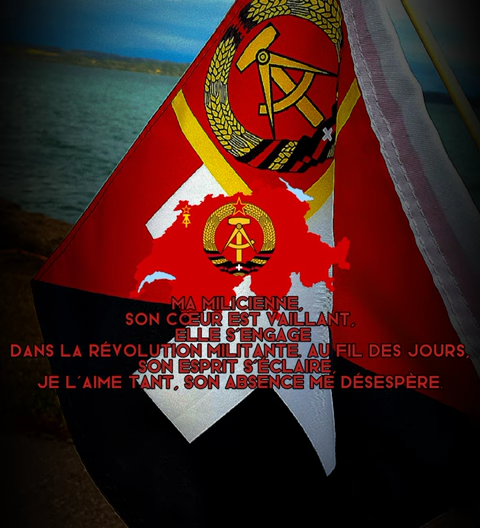 MA MILICIENNE,
SON CŒUR EST VAILLANT,
ELLE S'ENGAGE
DANS LA RÉVOLUTION MILITANTE, AU FIL DES JOURS,
SON ESPRIT S'ÉCLAIRE,
JE L'AIME TANT, SON ABSENCE ME DÉSESPÈRE